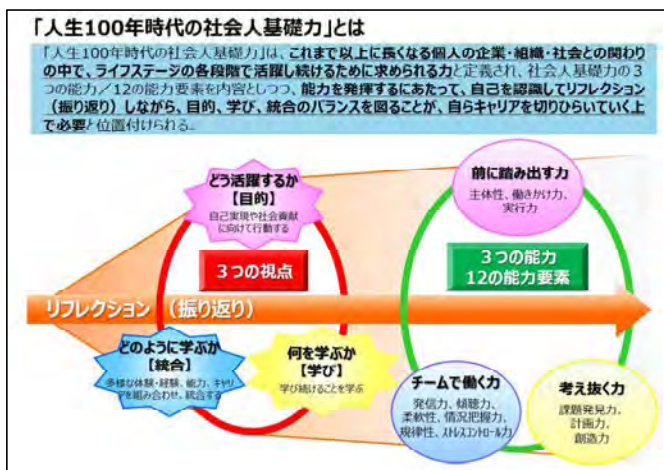 「人生100年時代の社会人基礎力」とは
「人生100年時代の社会人基礎力」は、これまで以上に長くなる個人の企業・組織・社会との関わり
の中で、ライフステージの各段階で活躍し続けるために求められる力と定義され、社会人基礎力の3
つの能力/12の能力要素を内容としつつ、能力を発揮するにあたって、自己を認識してリフレクション
（振り返り）しながら、目的、学び、統合のバランスを図ることが、自らキャリアを切りひらいていく上
で必要と位置付けられる。
どう活躍するか
【目的】
自己実現や社会貢献
に向けて行動する
3つの視点
前に踏み出す力
主体性、働きかけ力、
実行力
3つの能力
12の能力要素
リフレクション （振り返り）
どのように学ぶか
【統合】
多様な体験・経験、能力、キャリ
アを組み合わせ、統合する
何を学ぶか
【学び】
学び続けることを学ぶ
チームで働く力
発信力、傾聴力、
柔軟性、情況把握力、
規律性、ストレスコントロール力
考え抜く力
課題発見力、
計画力、
創造力